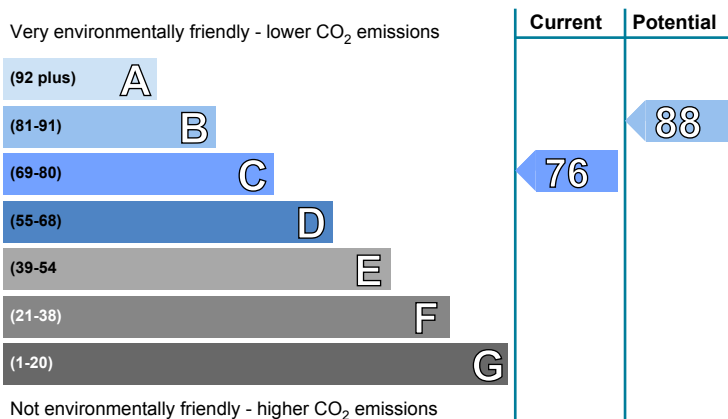 Very environmentally friendly - lower CO2 emissions
Current
Potential
(92 plus) A
(81-91) B
(69-80) C
(55-68) D
(39-54 E
(21-38) F
(1-20) G
88
76
Not environmentally friendly - higher CO2 emissions